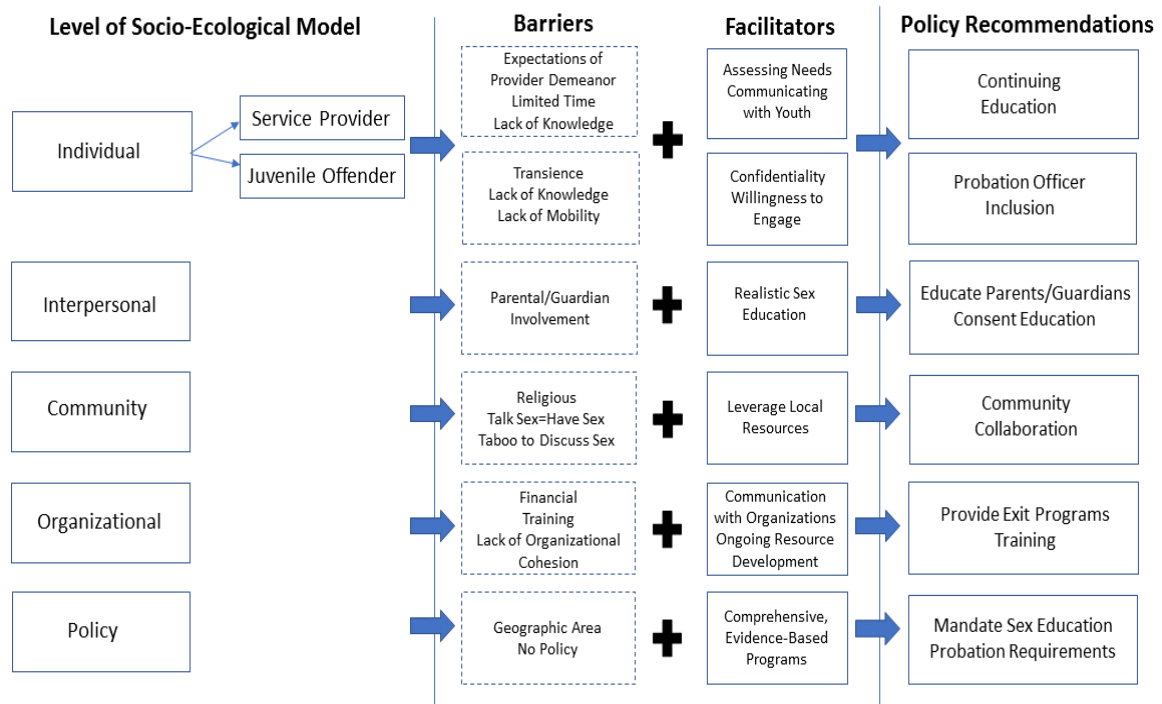 Level of Socio-Ecological Model
Barriers
Facilitators
Policy Recommendations
Individual
Service Provider
Juvenile Offender
Expectations of
Provider Demeanor
Limited Time
Lack of Knowledge
Assessing Needs
Communicating
with Youth
Continuing
Education
Transience
Lack of Knowledge
Lack of Mobility
Confidentiality
Willingness to
Engage
Probation Officer
Inclusion
Interpersonal
Parental/Guardian
Involvement
Realistic Sex
Education
Educate Parents/Guardians
Consent Education
Community
Religious
Talk Sex=Have Sex
Taboo to Discuss Sex
Leverage Local
Resources
Community
Collaboration
Organizational
Financial
Training
Lack of Organizational
Cohesion
Communication
with Organizations
Ongoing Resource
Development
Provide Exit Programs
Training
Policy
Geographic Area
No Policy
Comprehensive,
Evidence-Based
Programs
Mandate Sex Education
Probation Requirements